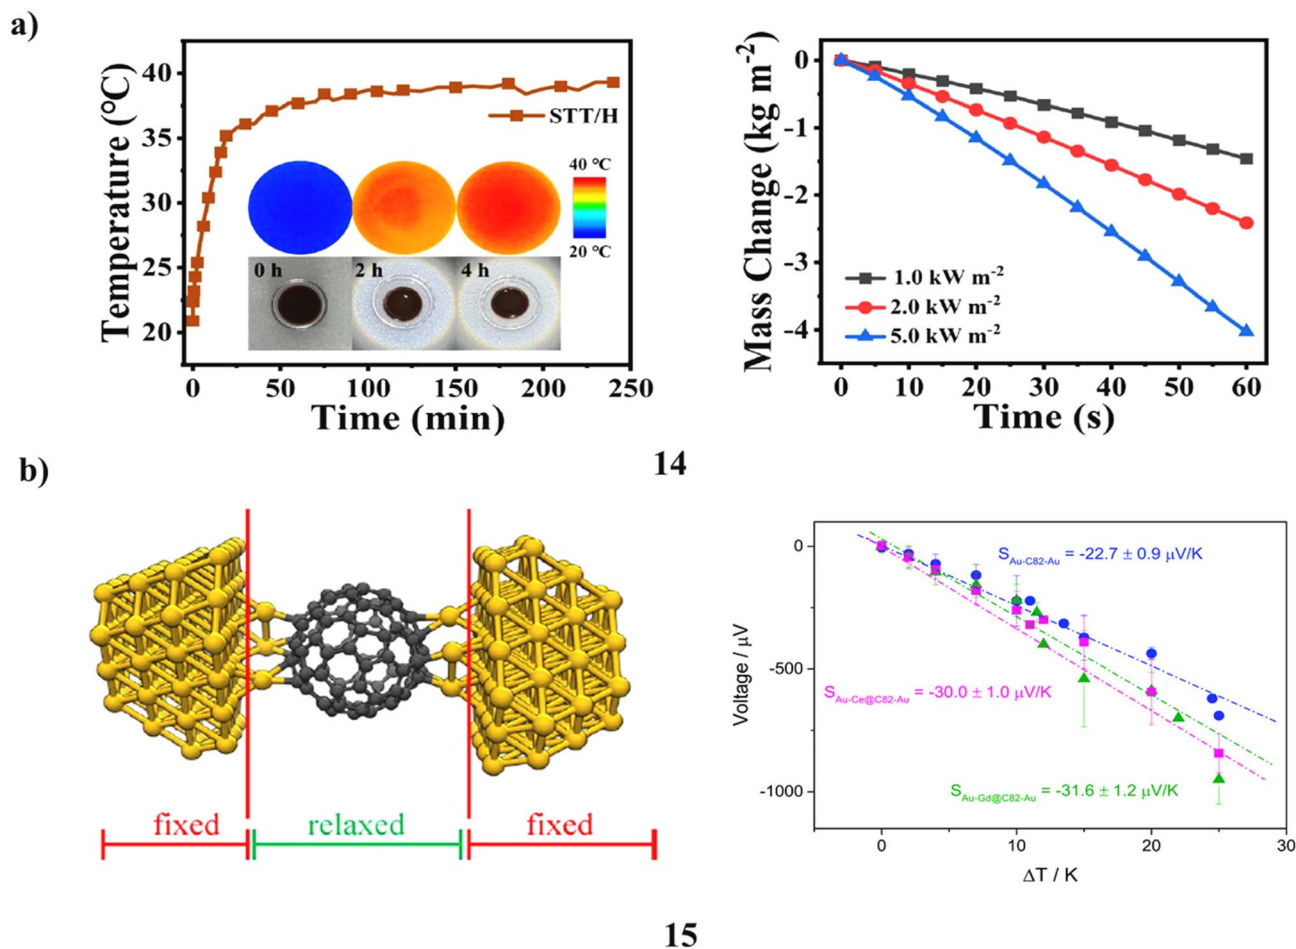 a)
Temperature (℃)
40
35
30
25
20
STT/H
40 ℃
20 ℃
0 h
2 h
4 h
0 50 100 150 200 250
Time (min)
Mass Change (kg m⁻²)
0
-1
-2
-3
-4
1.0 kW m⁻²
2.0 kW m⁻²
5.0 kW m⁻²
0 10 20 30 40 50 60
Time (s)
14
b)
fixed
relaxed
fixed
Voltage / μV
0
-500
-1000
S Au-C82-Au = -22.7 ± 0.9 μV/K
S Au-Ce@C82-Au = -30.0 ± 1.0 μV/K
S Au-Gd@C82-Au = -31.6 ± 1.2 μV/K
0 10 20 30
ΔT / K
15